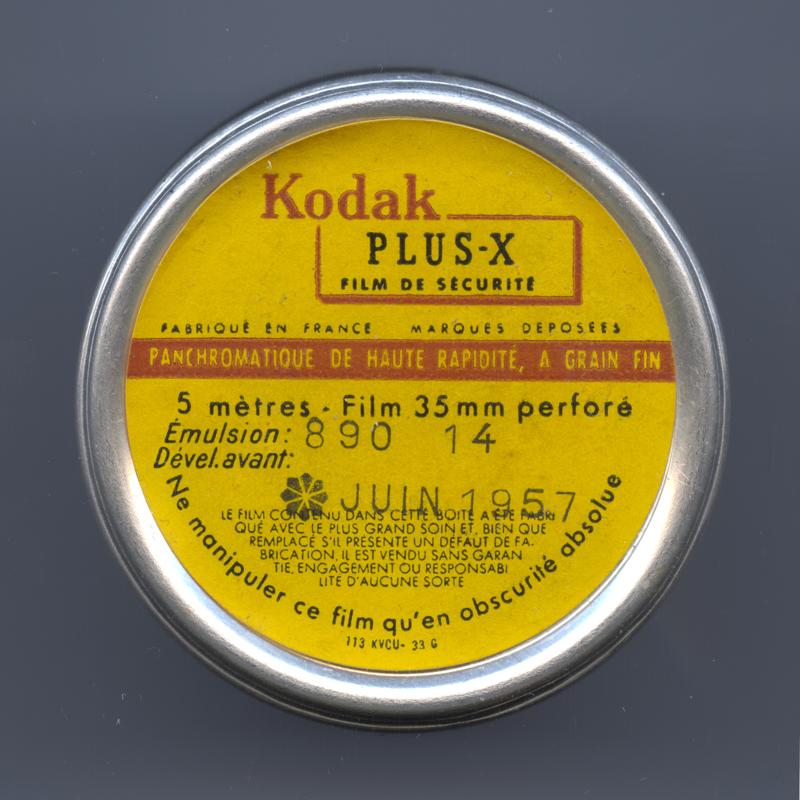 Kodak
PLUS-X
FILM DE SÉCURITÉ
FABRIQUÉ EN FRANCE MARQUES DEPOSÉES
PANCHROMATIQUE DE HAUTE RAPIDITÉ, A GRAIN FIN
5 mètres - Film 35mm perforé
Émulsion: 890 14
Dével.avant:
JUIN 1957
LE FILM CONTENU DANS CETTE BOITE A ÉTÉ FABRI
QUÉ AVEC LE PLUS GRAND SOIN ET, BIEN QUE
REMPLACÉ S'IL PRÉSENTE UN DÉFAUT DE FA.
BRICATION, IL EST VENDU SANS GARAN
TIE, ENGAGEMENT OU RESPONSABI
LITÉ D'AUCUNE SORTE
Ne manipuler ce film qu'en obscurité absolue
113 KVCU- 33 G